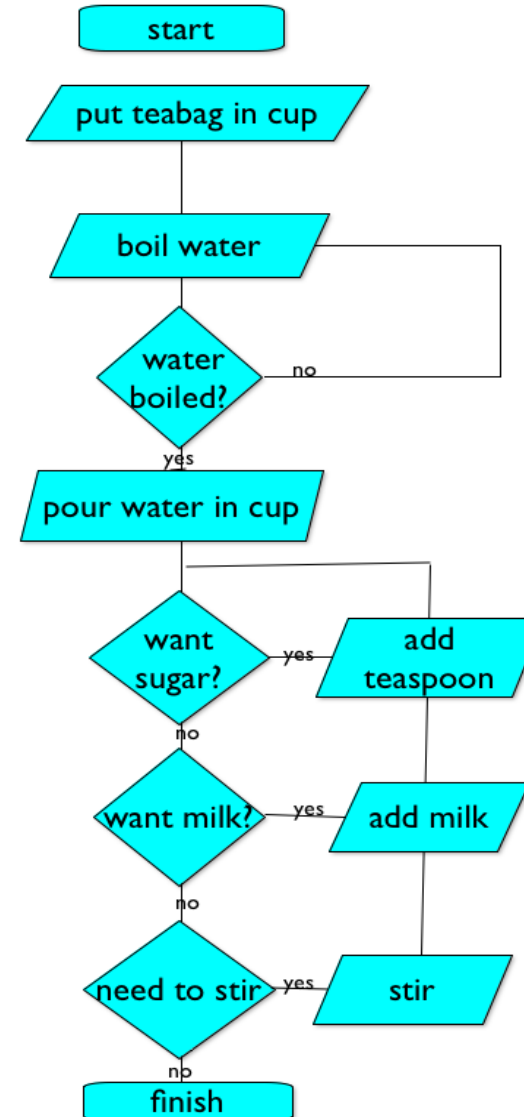 start
put teabag in cup
boil water
water
boiled?
no
yes
pour water in cup
want
sugar?
yes
add
teaspoon
no
want milk?
yes
add milk
no
need to stir
yes
stir
no
finish